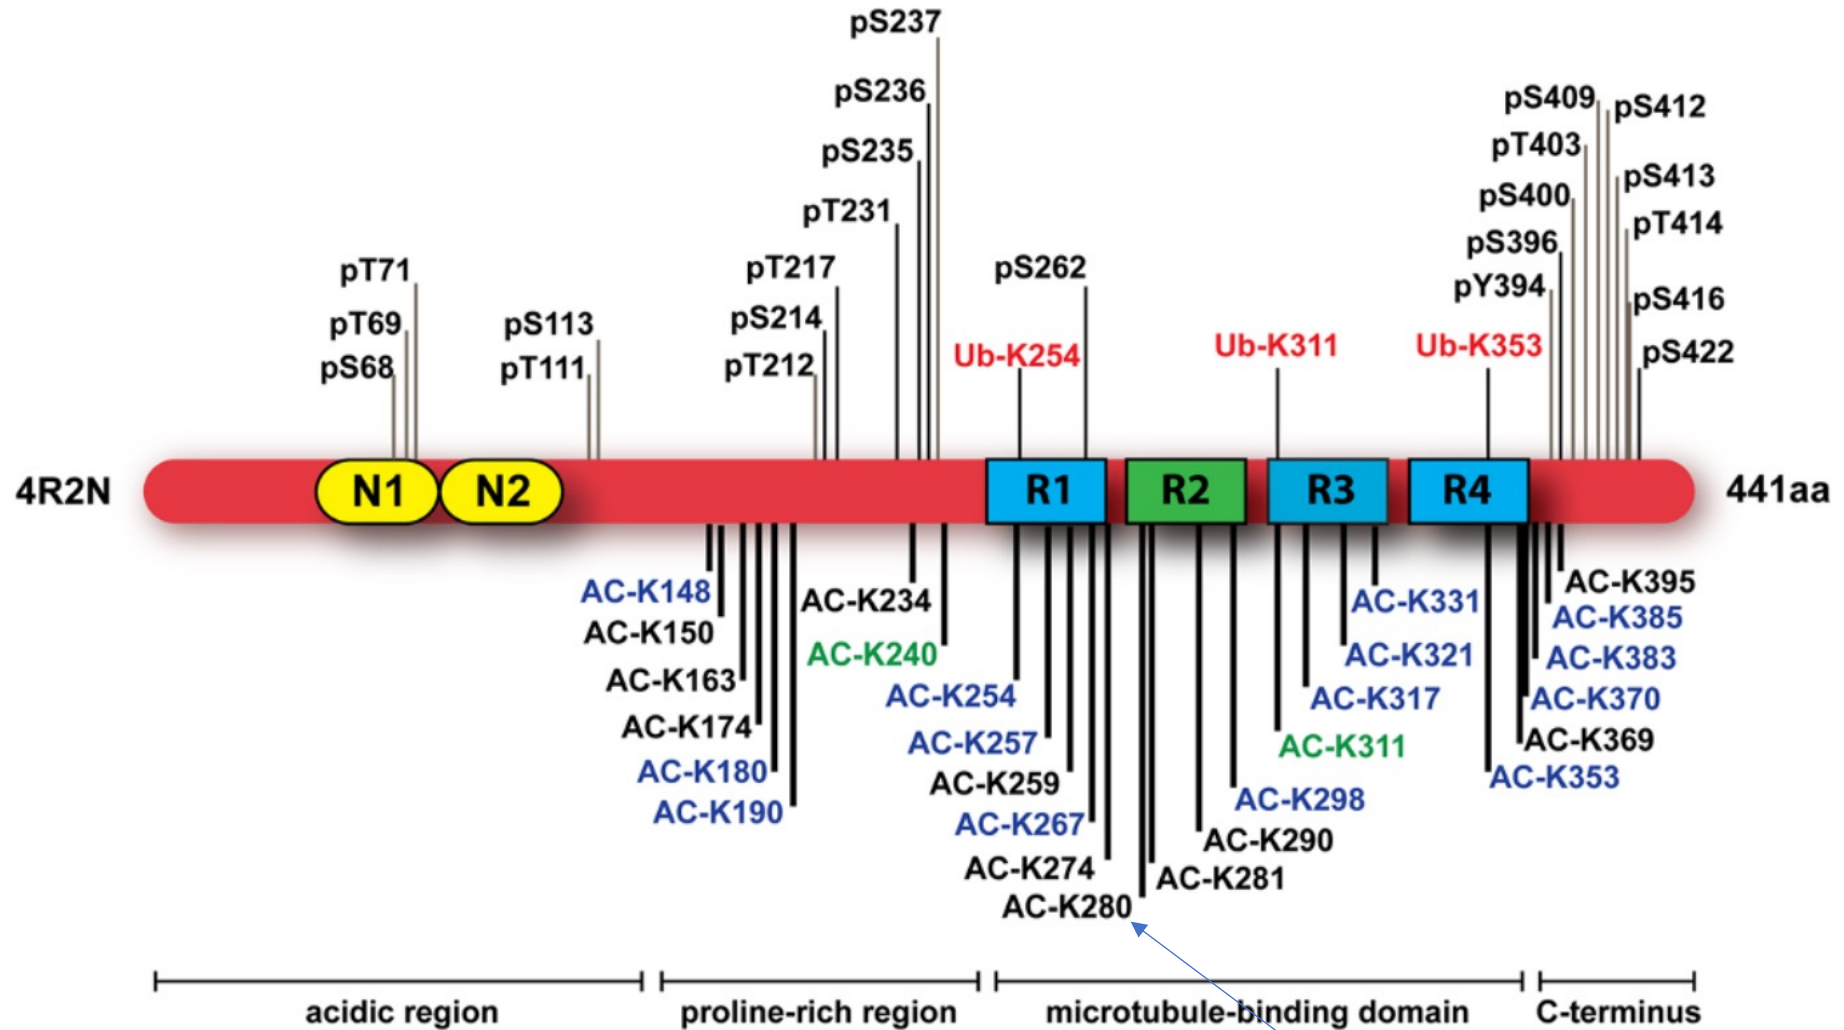 pS237
pS236
pS235
pT231
pT217
pS214
pT212
pT71
pT69
pS68
pS113
pT111
pS262
Ub-K254
Ub-K311
Ub-K353
pS409
pS412
pT403
pS413
pS400
pT414
pS396
pY394
pS416
pS422
4R2N
N1
N2
R1
R2
R3
R4
441aa
AC-K148
AC-K150
AC-K163
AC-K174
AC-K180
AC-K190
AC-K234
AC-K240
AC-K254
AC-K257
AC-K259
AC-K267
AC-K274
AC-K280
AC-K281
AC-K290
AC-K298
AC-K311
AC-K317
AC-K321
AC-K331
AC-K353
AC-K369
AC-K370
AC-K383
AC-K385
AC-K395
acidic region
proline-rich region
microtubule-binding domain
C-terminus